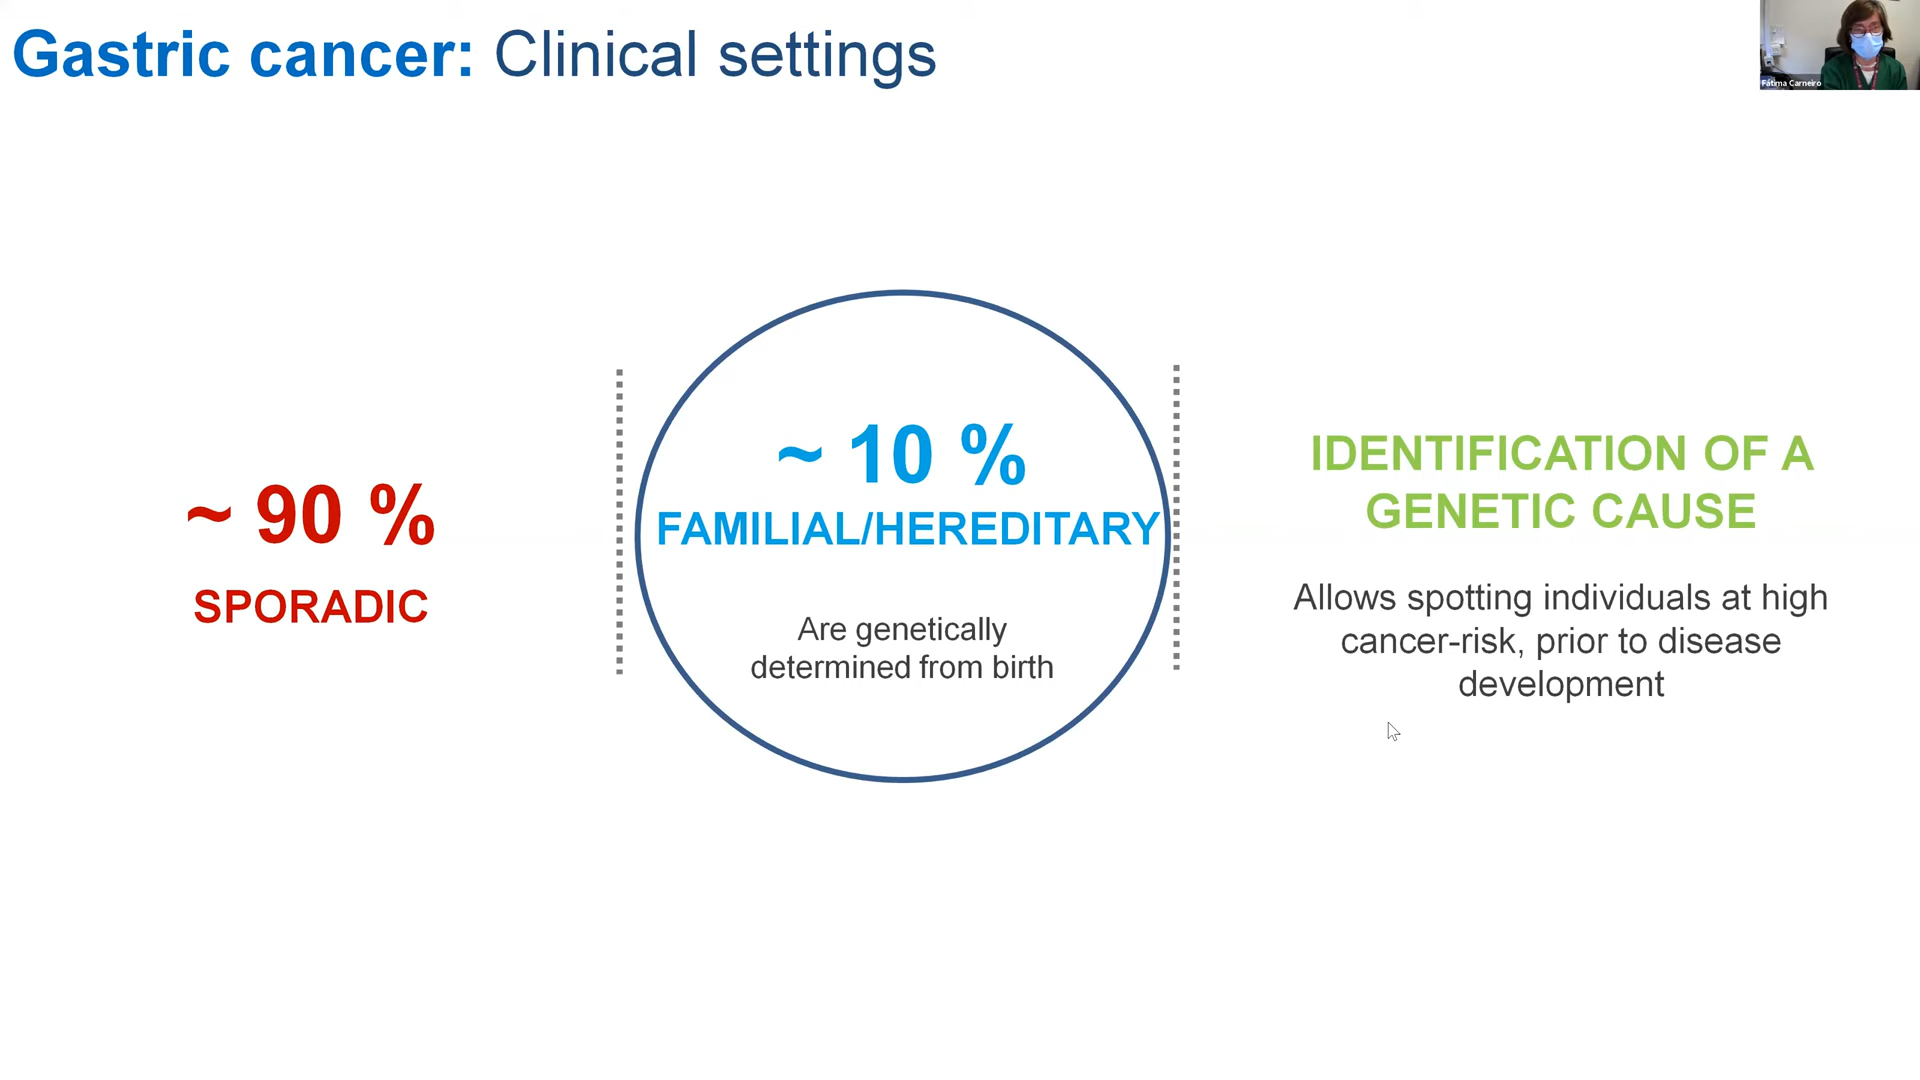 Gastric cancer: Clinical settings
Fátima Carneiro
~ 90 %
SPORADIC
~ 10 %
FAMILIAL/HEREDITARY
Are genetically
determined from birth
IDENTIFICATION OF A
GENETIC CAUSE
Allows spotting individuals at high
cancer-risk, prior to disease
development